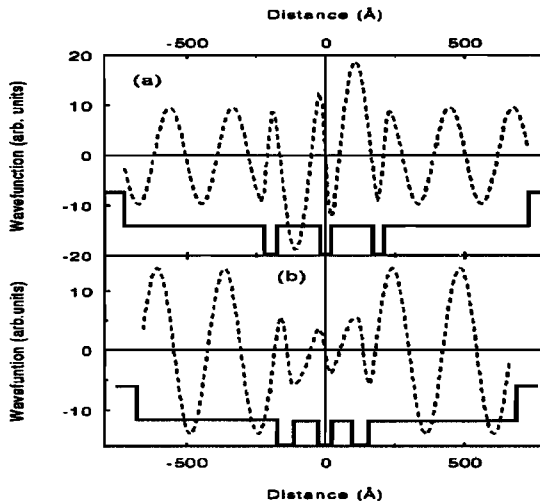 Distance (Å)
-500 0 500
Wavefunction (arb. units)
20
10
0
-10
-20
(a)
Wavefuntion (arb.units)
10
0
-10
(b)
-500 0 500
Distance (Å)